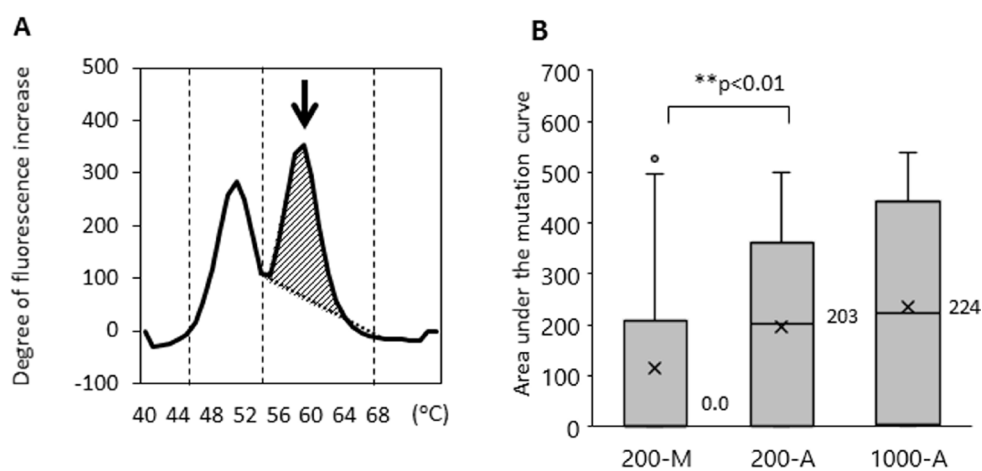 A
Degree of fluorescence increase
500
400
300
200
100
0
-100
40 44 48 52 56 60 64 68 (°C)
B
Area under the mutation curve
700
600
500
400
300
200
100
0
**p<0.01
0.0
203
224
200-M 200-A 1000-A